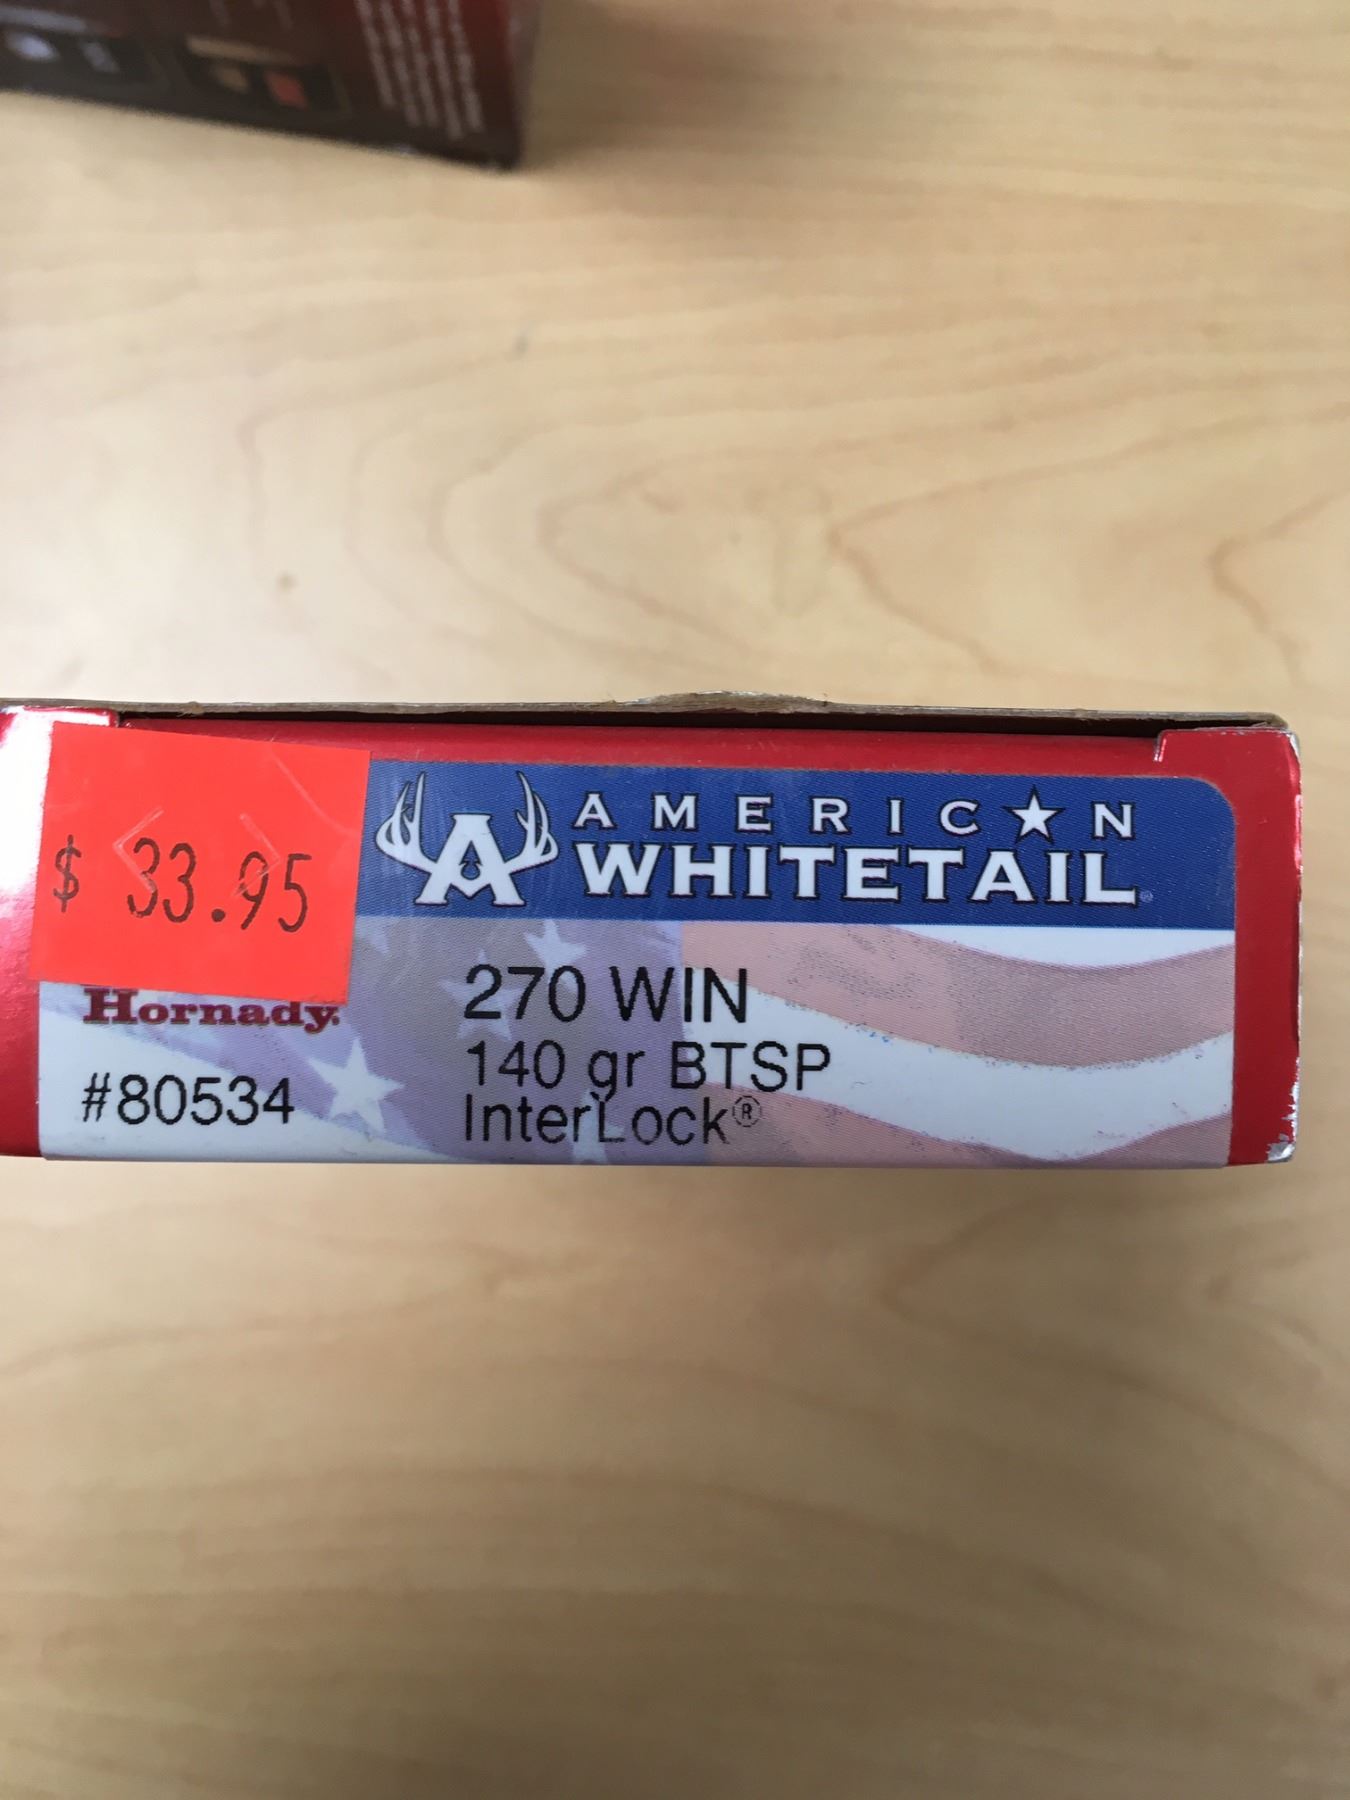 $ 33.95
AMERICAN
WHITETAIL
Hornady.
#80534
270 WIN
140 gr BTSP
InterLock®